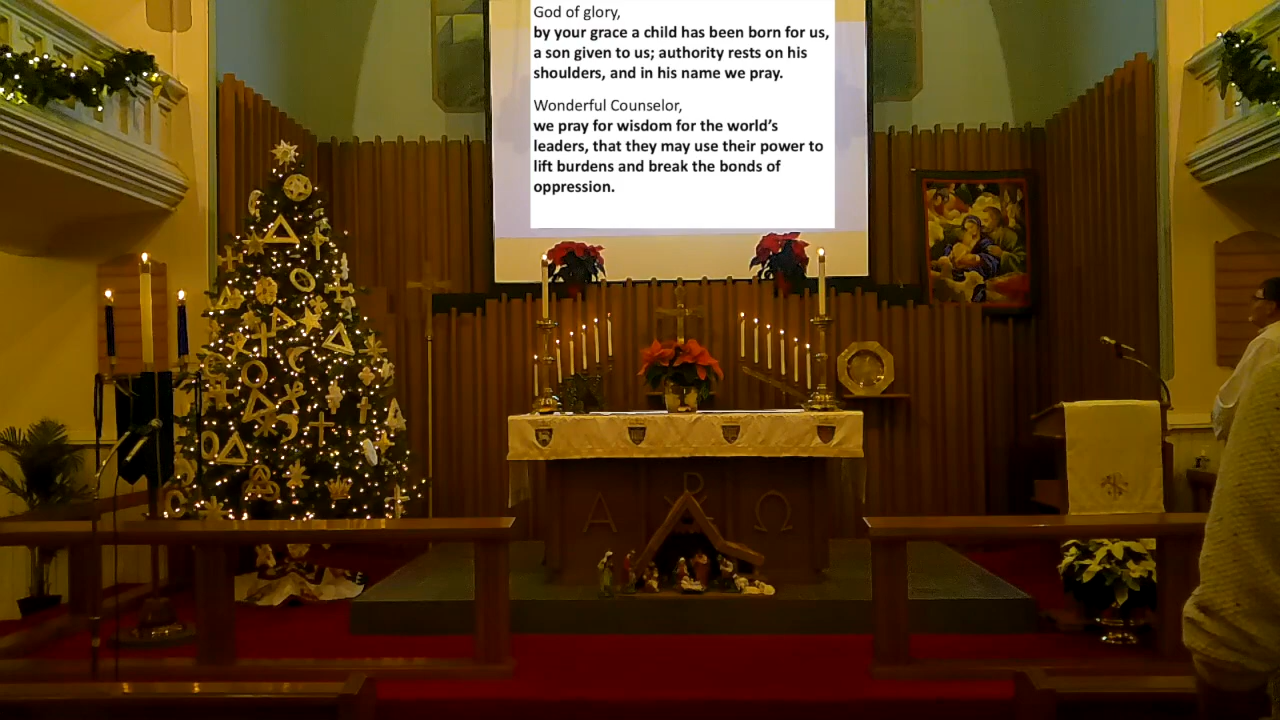 God of glory,
by your grace a child has been born for us,
a son given to us; authority rests on his
shoulders, and in his name we pray.
Wonderful Counselor,
we pray for wisdom for the world's
leaders, that they may use their power to
lift burdens and break the bonds of
oppression.
Α Ω